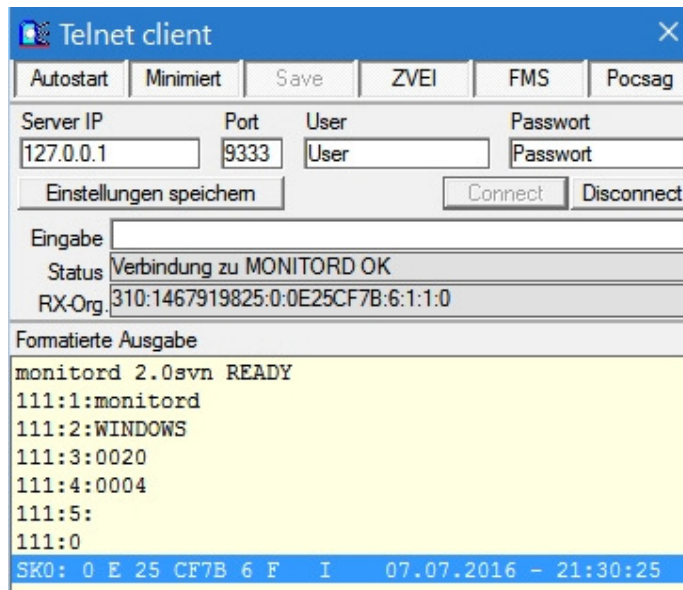 Telnet client
Autostart Minimiert Save ZVEI FMS Pocsag
Server IP Port User Passwort
127.0.0.1 9333 User Passwort
Einstellungen speichern Connect Disconnect
Eingabe
Status Verbindung zu MONITORD OK
RX-Org. 310:1467919825:0:0E25CF7B:6:1:1:0
Formatierte Ausgabe
monitord 2.0svn READY
111:1:monitord
111:2:WINDOWS
111:3:0020
111:4:0004
111:5:
111:0
SK0: 0 E 25 CF7B 6 F I 07.07.2016 - 21:30:25